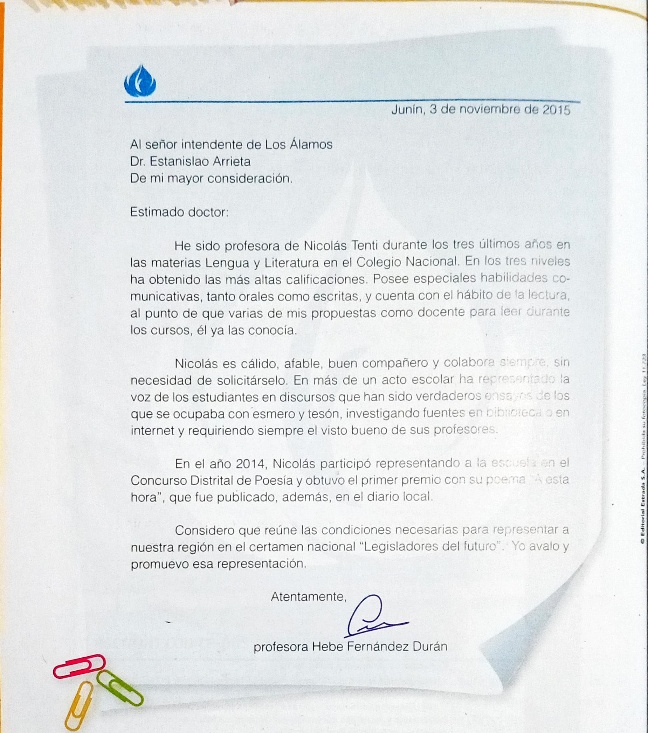 Junín, 3 de noviembre de 2015
Al señor intendente de Los Álamos
Dr. Estanislao Arrieta
De mi mayor consideración.
Estimado doctor:
He sido profesora de Nicolás Tenti durante los tres últimos años en
las materias Lengua y Literatura en el Colegio Nacional. En los tres niveles
ha obtenido las más altas calificaciones. Posee especiales habilidades co-
municativas, tanto orales como escritas, y cuenta con el hábito de la lectura,
al punto de que varias de mis propuestas como docente para leer durante
los cursos, él ya las conocía.
Nicolás es cálido, afable, buen compañero y colabora siempre, sin
necesidad de solicitárselo. En más de un acto escolar ha representado la
voz de los estudiantes en discursos que han sido verdaderos ensayos de los
que se ocupaba con esmero y tesón, investigando fuentes en biblioteca o en
internet y requiriendo siempre el visto bueno de sus profesores.
En el año 2014, Nicolás participó representando a la escuela en el
Concurso Distrital de Poesía y obtuvo el primer premio con su poema "A esta
hora", que fue publicado, además, en el diario local.
Considero que reúne las condiciones necesarias para representar a
nuestra región en el certamen nacional "Legisladores del futuro". Yo avalo y
promuevo esa representación.
Atentamente,
profesora Hebe Fernández Durán
© Editorial Estrada S.A. - Prohibida su fotocopia. Ley 11.723